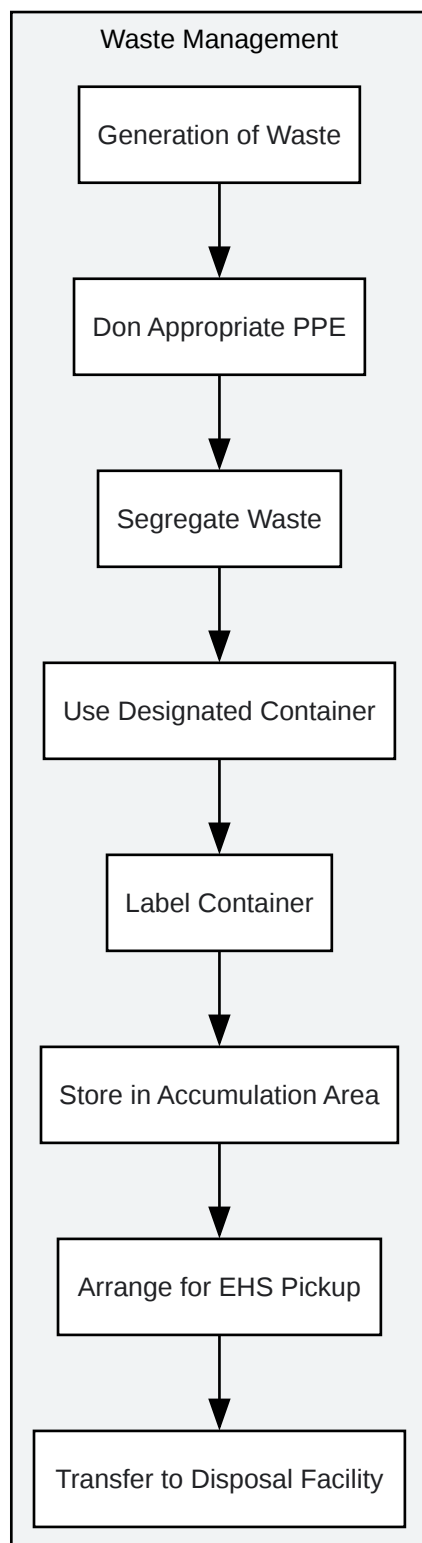 Waste Management
Generation of Waste
Don Appropriate PPE
Segregate Waste
Use Designated Container
Label Container
Store in Accumulation Area
Arrange for EHS Pickup
Transfer to Disposal Facility